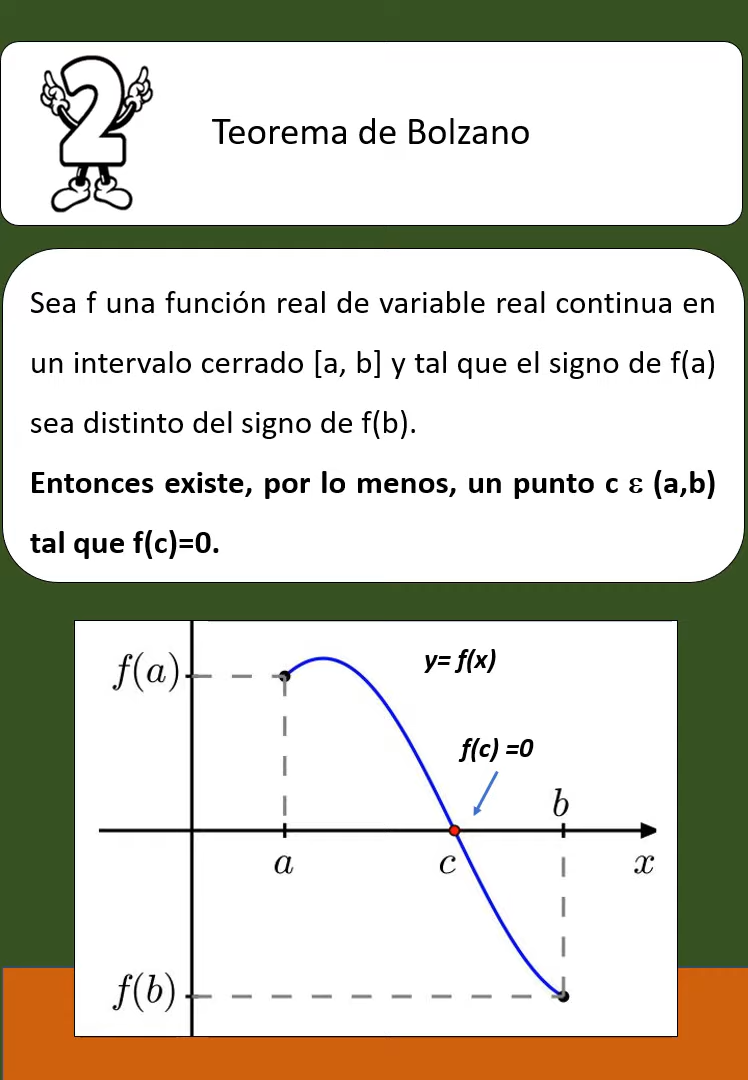 2
Teorema de Bolzano
Sea f una función real de variable real continua en
un intervalo cerrado [a, b] y tal que el signo de f(a)
sea distinto del signo de f(b).
Entonces existe, por lo menos, un punto c ε (a,b)
tal que f(c)=0.
f(a)
y= f(x)
f(c) =0
b
a
c
x
f(b)